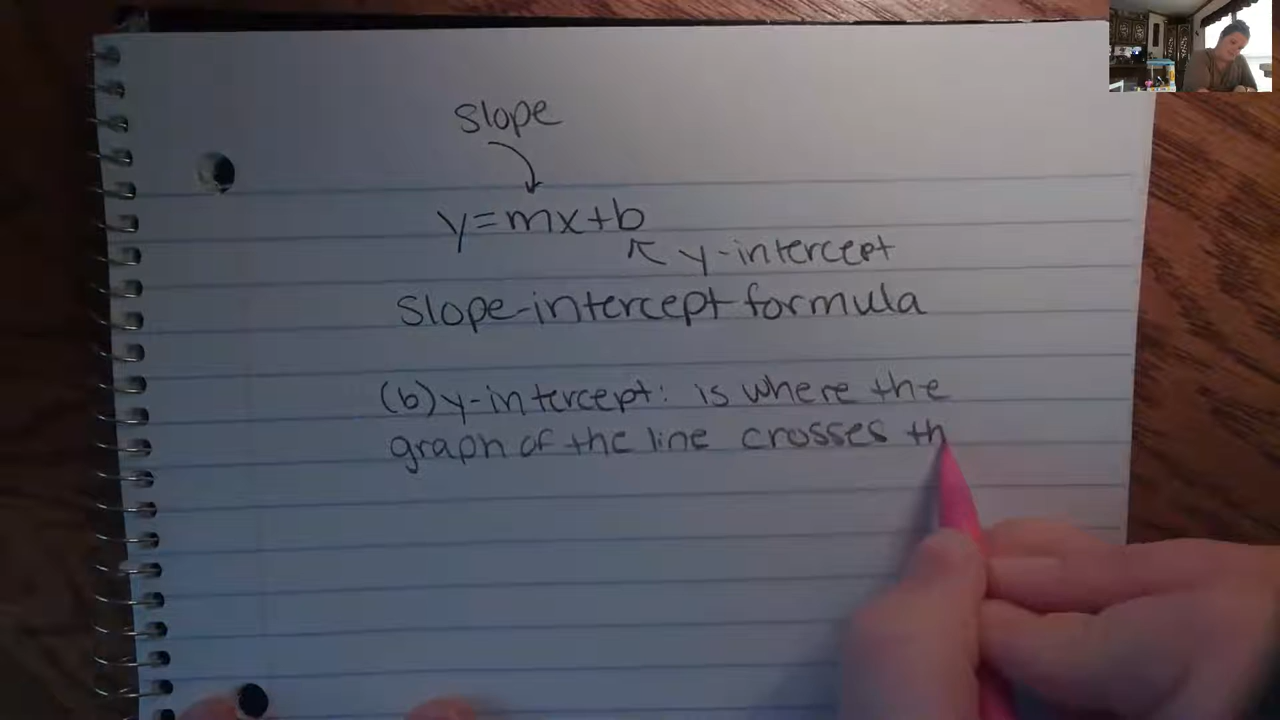 slope
y=mx+b
y-intercept
slope-intercept formula
(b) y-intercept: is where the
graph of the line crosses th